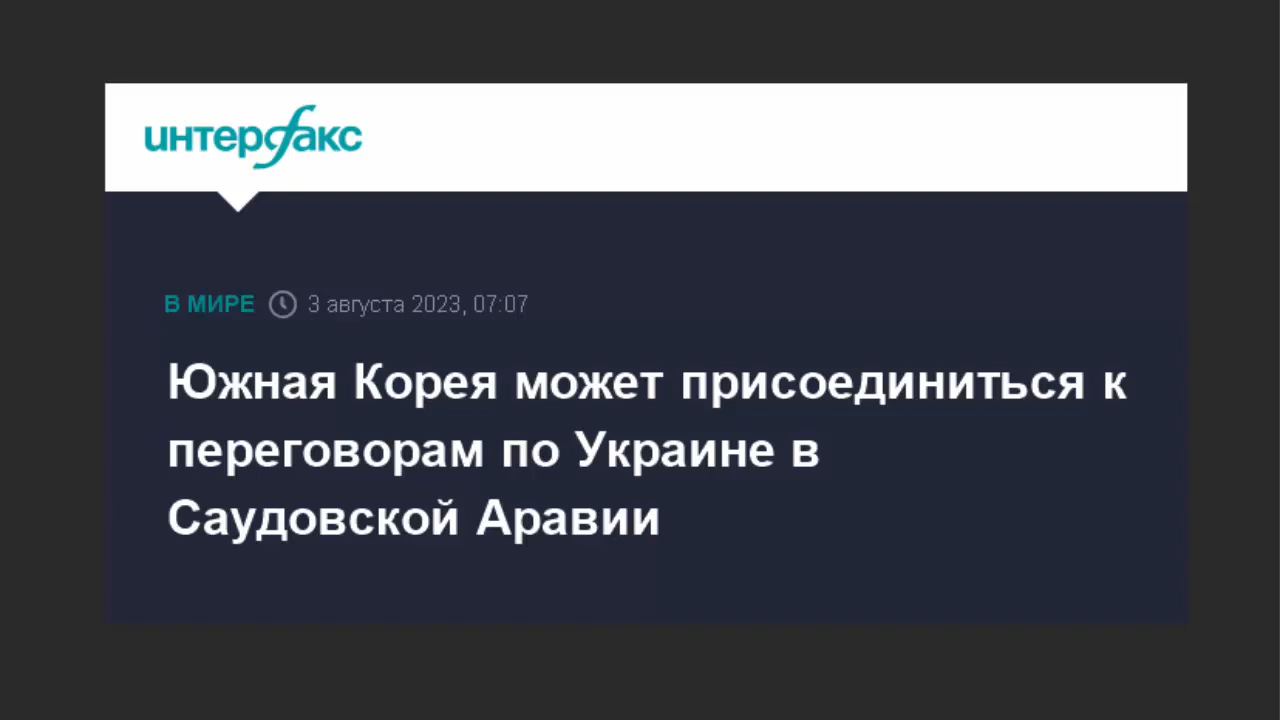 интерфакс
В МИРЕ 3 августа 2023, 07:07
Южная Корея может присоединиться к
переговорам по Украине в
Саудовской Аравии